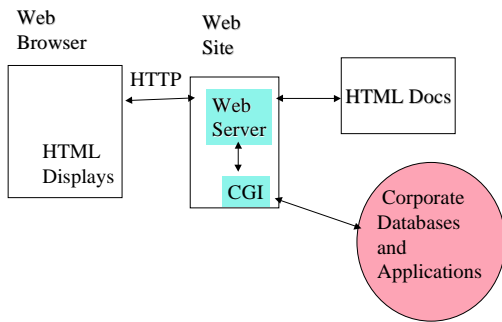 Web
Browser
Web
Site
HTTP
HTML
Displays
Web
Server
CGI
HTML Docs
Corporate
Databases
and
Applications